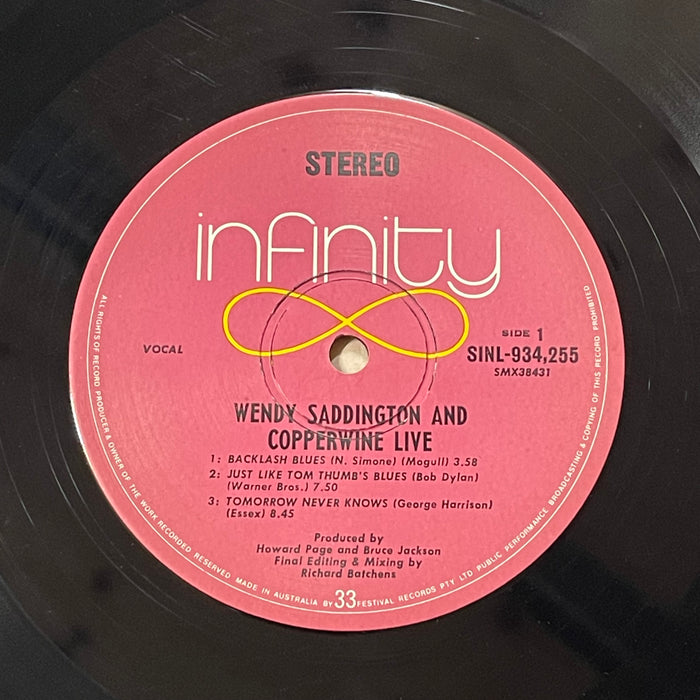 STEREO
infinity
VOCAL
SIDE 1
SINL-934,255
SMX38431
WENDY SADDINGTON AND
COPPERWINE LIVE
1: BACKLASH BLUES (N. Simone) (Mogull) 3.58
2: JUST LIKE TOM THUMB'S BLUES (Bob Dylan)
(Warner Bros.) 7.50
3: TOMORROW NEVER KNOWS (George Harrison)
(Essex) 8.45
Produced by
Howard Page and Bruce Jackson
Final Editing & Mixing by
Richard Batchens
ALL RIGHTS OF RECORD PRODUCER & OWNER OF THE WORK RECORDED RESERVED MADE IN AUSTRALIA BY 33 FESTIVAL RECORDS PTY LTD PUBLIC PERFORMANCE BROADCASTING & COPYING OF THIS RECORD PROHIBITED